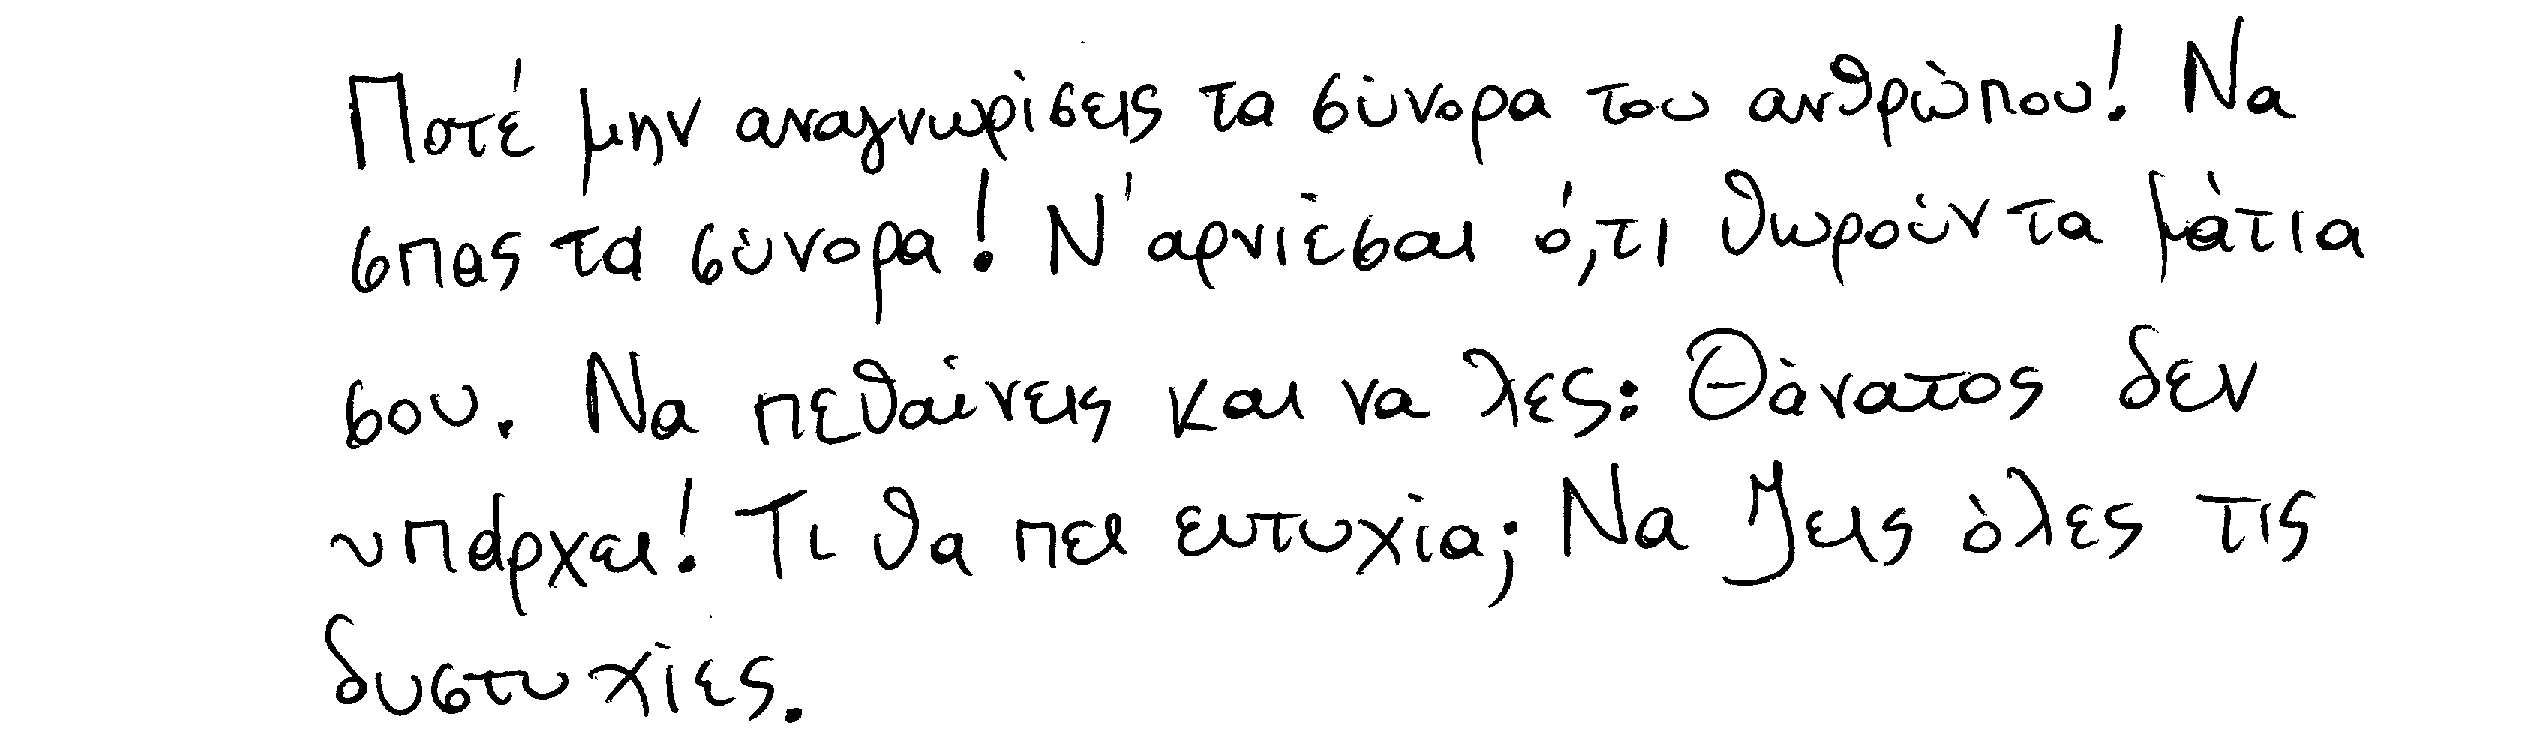 Ποτέ μην αναγνωρίσεις τα σύνορα του ανθρώπου! Να
σπας τα σύνορα! Ν' αρνιέσαι ό,τι θωρούν τα μάτια
σου. Να πεθαίνεις και να λες: Θάνατος δεν
υπάρχει! Τι θα πει ευτυχία; Να ζεις όλες τις
δυστυχίες.